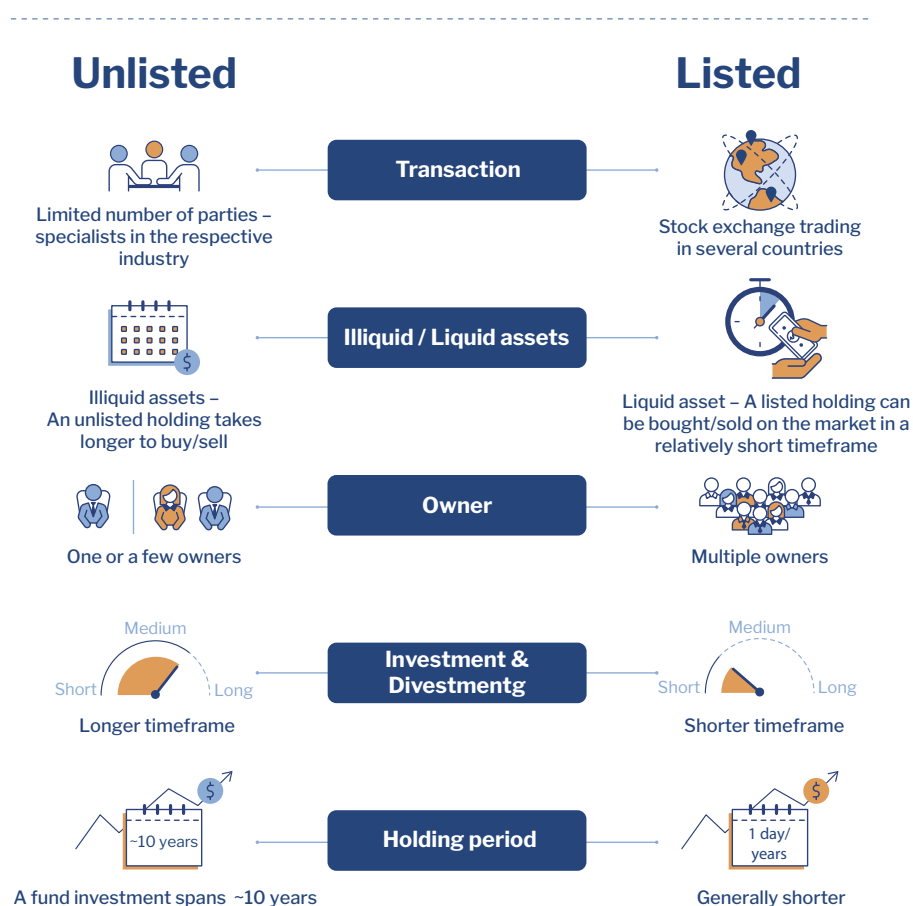 Unlisted
Listed
Transaction
Limited number of parties –
specialists in the respective
industry
Stock exchange trading
in several countries
Illiquid / Liquid assets
$
Illiquid assets –
An unlisted holding takes
longer to buy/sell
Liquid asset – A listed holding can
be bought/sold on the market in a
relatively short timeframe
Owner
One or a few owners
Multiple owners
Investment &
Divestmentg
Medium
Short
Long
Longer timeframe
Medium
Short
Long
Shorter timeframe
Holding period
$
~10 years
A fund investment spans ~10 years
$
1 day/
years
Generally shorter